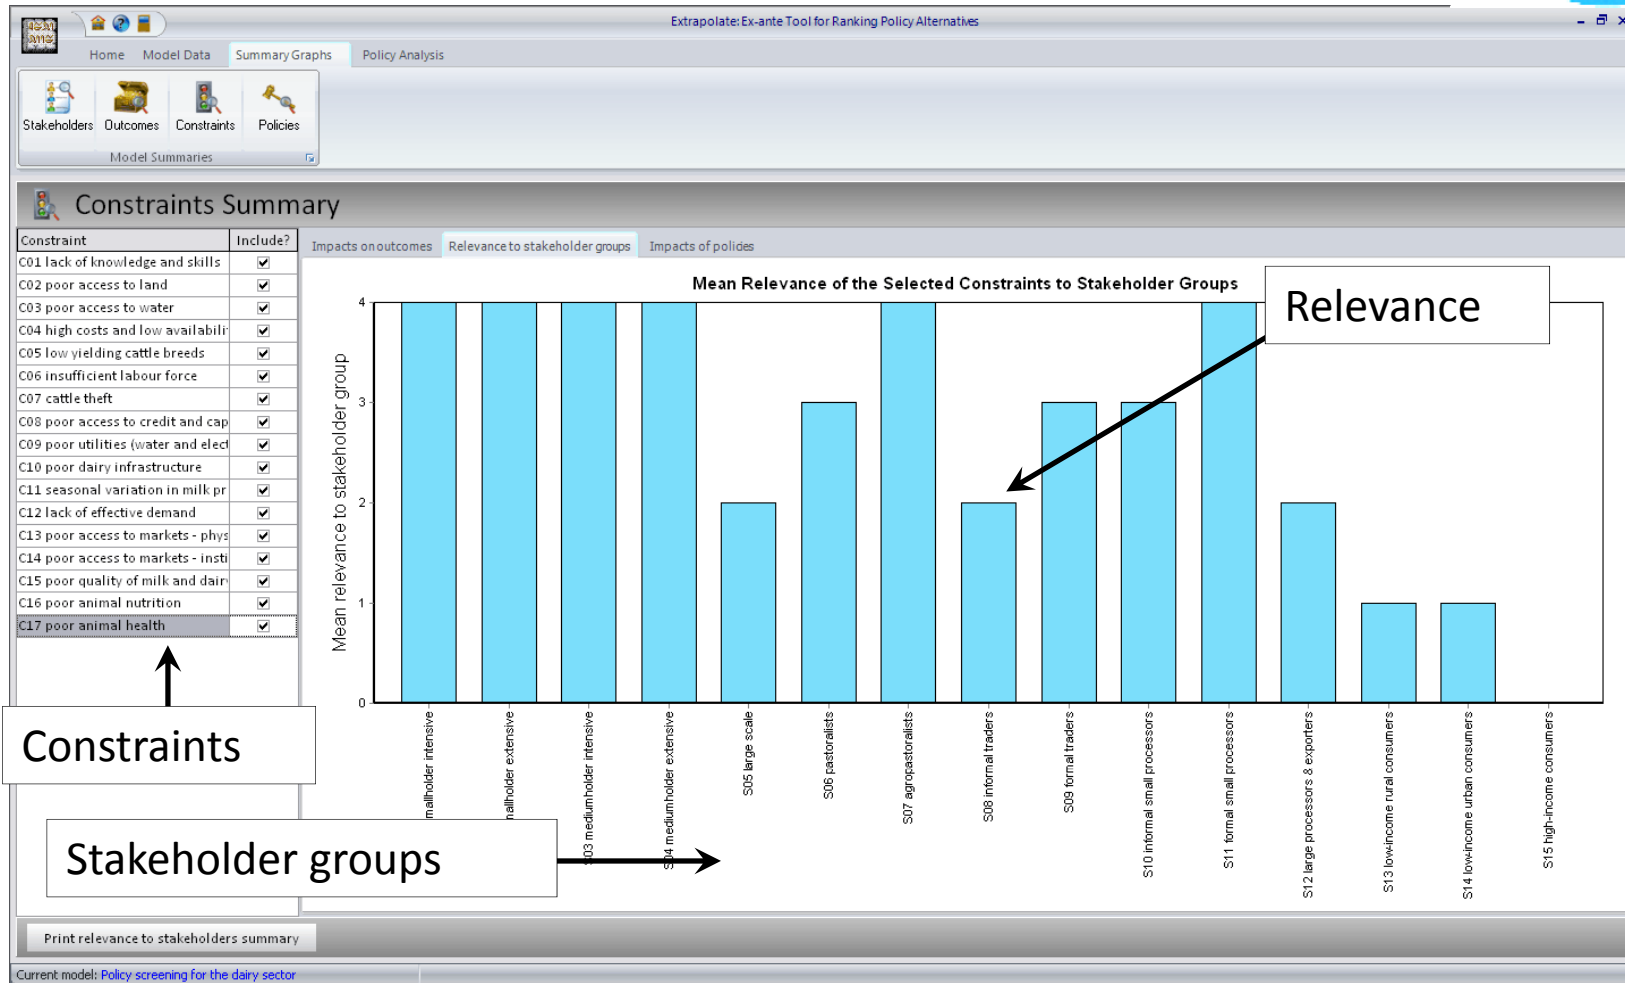 Extrapolate: Ex-ante Tool for Ranking Policy Alternatives
Home Model Data Summary Graphs Policy Analysis
Stakeholders Outcomes Constraints Policies
Model Summaries
Constraints Summary
Constraint Include?
C01 lack of knowledge and skills
C02 poor access to land
C03 poor access to water
C04 high costs and low availabili
C05 low yielding cattle breeds
C06 insufficient labour force
C07 cattle theft
C08 poor access to credit and cap
C09 poor utilities (water and elect
C10 poor dairy infrastructure
C11 seasonal variation in milk pr
C12 lack of effective demand
C13 poor access to markets - phys
C14 poor access to markets - insti
C15 poor quality of milk and dair
C16 poor animal nutrition
C17 poor animal health
Impacts on outcomes Relevance to stakeholder groups Impacts of policies
Mean Relevance of the Selected Constraints to Stakeholder Groups
Relevance
Mean relevance to stakeholder group
4
3
2
1
0
mallholder intensive
nallholder extensive
S03 mediumholder intensive
S04 mediumholder extensive
S05 large scale
S06 pastoralists
S07 agropastoralists
S08 informal traders
S09 formal traders
S10 informal small processors
S11 formal small processors
S12 large processors & exporters
S13 low-income rural consumers
S14 low-income urban consumers
S15 high-income consumers
Constraints
Stakeholder groups
Print relevance to stakeholders summary
Current model: Policy screening for the dairy sector